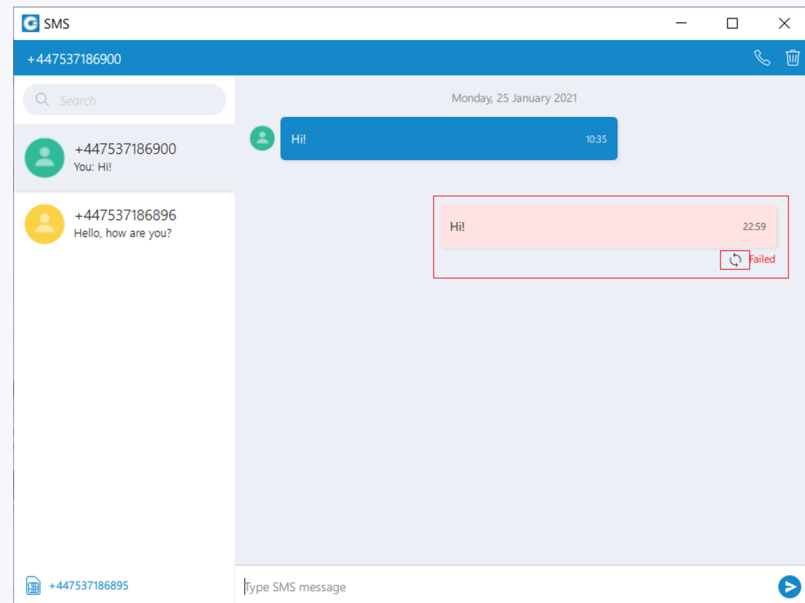 SMS
+447537186900
Search
+447537186900
You: Hi!
+447537186896
Hello, how are you?
+447537186895
Monday, 25 January 2021
Hi! 10:35
Hi! 22:59
Failed
Type SMS message